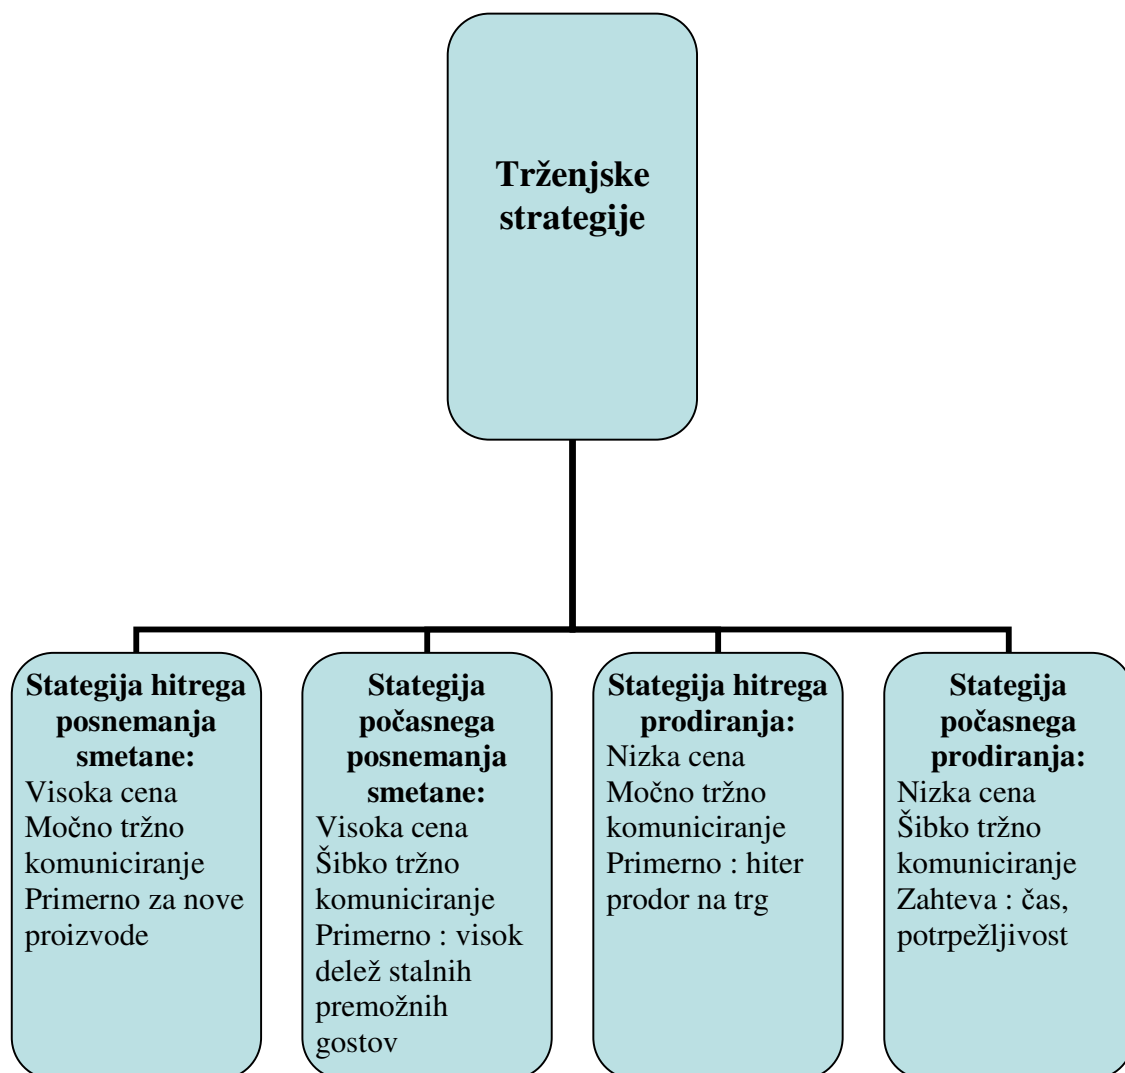 Trženjske
strategije
Stategija hitrega
posnemanja
smetane:
Visoka cena
Močno tržno
komuniciranje
Primerno za nove
proizvode
Stategija
počasnega
posnemanja
smetane:
Visoka cena
Šibko tržno
komuniciranje
Primerno : visok
delež stalnih
premožnih
gostov
Stategija hitrega
prodiranja:
Nizka cena
Močno tržno
komuniciranje
Primerno : hiter
prodor na trg
Stategija
počasnega
prodiranja:
Nizka cena
Šibko tržno
komuniciranje
Zahteva : čas,
potrpežljivost